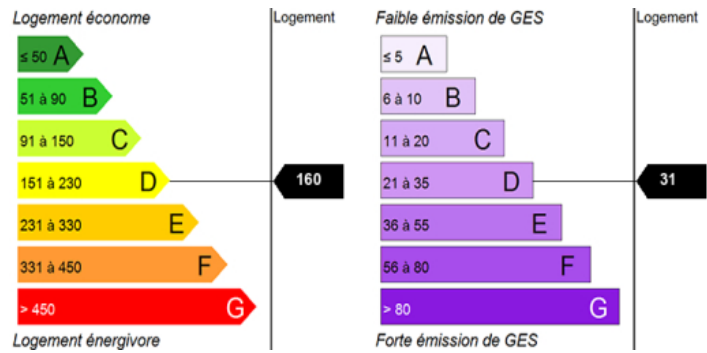 Logement économe
Logement
≤ 50 A
51 à 90 B
91 à 150 C
151 à 230 D
160
231 à 330 E
331 à 450 F
> 450 G
Logement énergivore
Faible émission de GES
Logement
≤ 5 A
6 à 10 B
11 à 20 C
21 à 35 D
31
36 à 55 E
56 à 80 F
> 80 G
Forte émission de GES